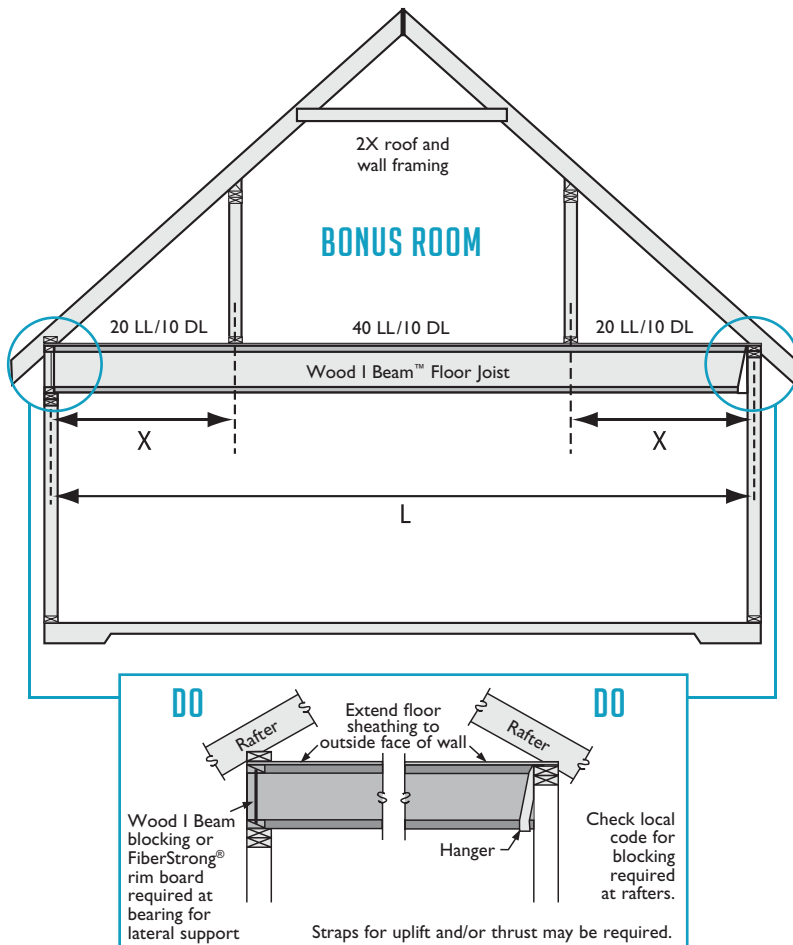 2X roof and
wall framing
BONUS ROOM
20 LL/10 DL
40 LL/10 DL
20 LL/10 DL
Wood I Beam™ Floor Joist
X
X
L
DO
DO
Rafter
Extend floor
sheathing to
outside face of wall
Rafter
Wood I Beam
blocking or
FiberStrong®
rim board
required at
bearing for
lateral support
Hanger
Check local
code for
blocking
required
at rafters.
Straps for uplift and/or thrust may be required.